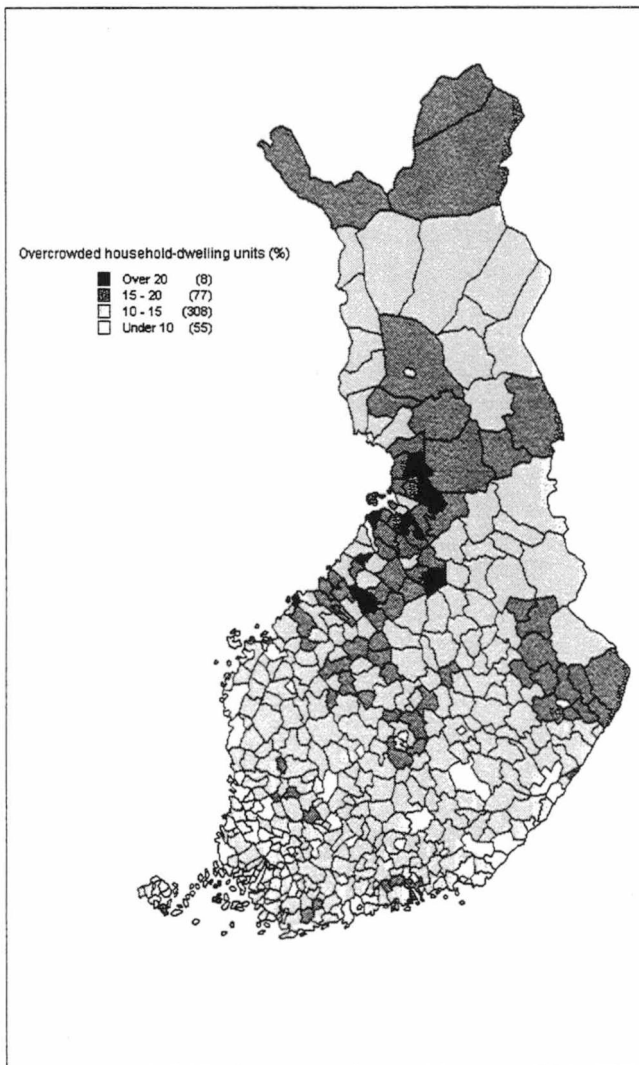 Overcrowded household-dwelling units (%)
Over 20 (8)
15 - 20 (77)
10 - 15 (308)
Under 10 (55)